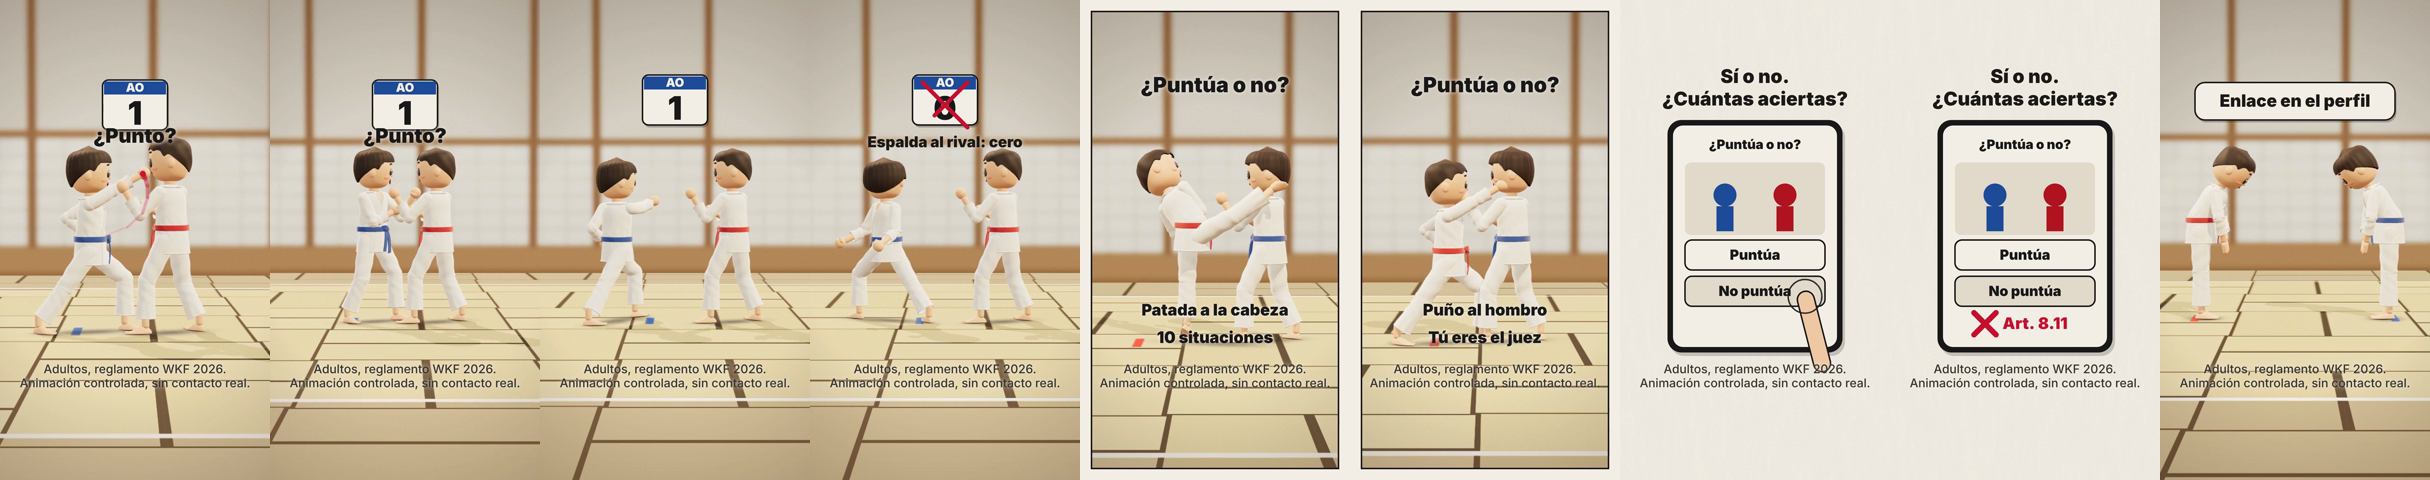 AO
1
¿Punto?
Adultos, reglamento WKF 2026.
Animación controlada, sin contacto real.
AO
1
¿Punto?
Adultos, reglamento WKF 2026.
Animación controlada, sin contacto real.
AO
1
Adultos, reglamento WKF 2026.
Animación controlada, sin contacto real.
AO
Espalda al rival: cero
Adultos, reglamento WKF 2026.
Animación controlada, sin contacto real.
¿Puntúa o no?
Patada a la cabeza
10 situaciones
Adultos, reglamento WKF 2026.
Animación controlada, sin contacto real.
¿Puntúa o no?
Puño al hombro
Tú eres el juez
Adultos, reglamento WKF 2026.
Animación controlada, sin contacto real.
Sí o no.
¿Cuántas aciertas?
¿Puntúa o no?
Puntúa
No puntúa
Adultos, reglamento WKF 2026.
Animación controlada, sin contacto real.
Sí o no.
¿Cuántas aciertas?
¿Puntúa o no?
Puntúa
No puntúa
Art. 8.11
Adultos, reglamento WKF 2026.
Animación controlada, sin contacto real.
Enlace en el perfil
Adultos, reglamento WKF 2026.
Animación controlada, sin contacto real.